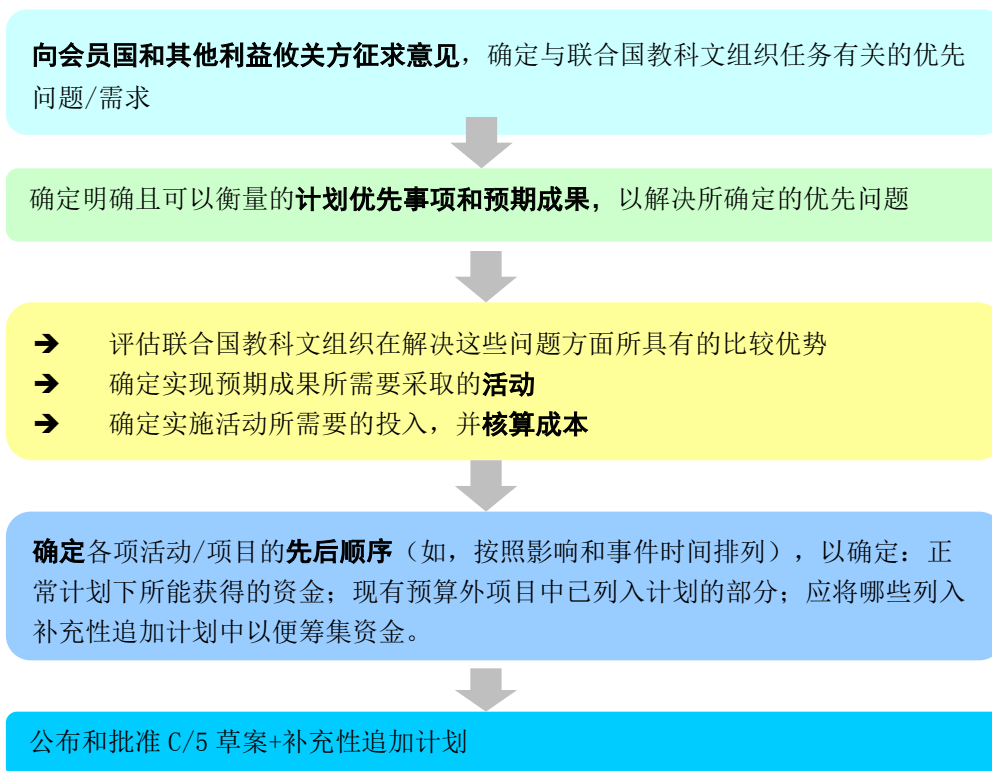 向会员国和其他利益攸关方征求意见，确定与联合国教科文组织任务有关的优先
问题/需求
确定明确且可以衡量的计划优先事项和预期成果，以解决所确定的优先问题
➔ 评估联合国教科文组织在解决这些问题方面所具有的比较优势
➔ 确定实现预期成果所需要采取的活动
➔ 确定实施活动所需要的投入，并核算成本
确定各项活动/项目的先后顺序（如，按照影响和事件时间排列），以确定：正
常计划下所能获得的资金；现有预算外项目中已列入计划的部分；应将哪些列入
补充性追加计划中以便筹集资金。
公布和批准 C/5 草案+补充性追加计划